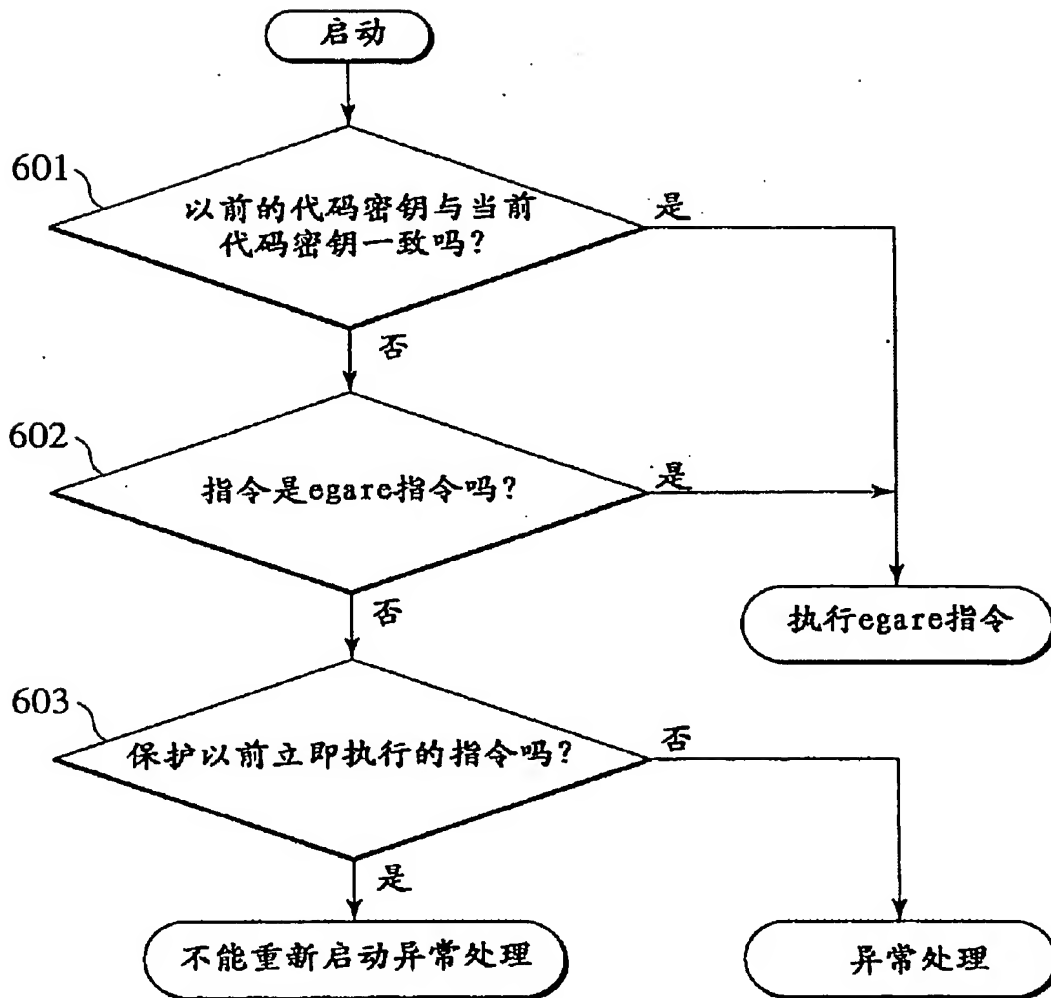 启动
601
以前的代码密钥与当前
代码密钥一致吗?
是
否
602
指令是egare指令吗?
是
否
执行egare指令
603
保护以前立即执行的指令吗?
否
是
不能重新启动异常处理
异常处理